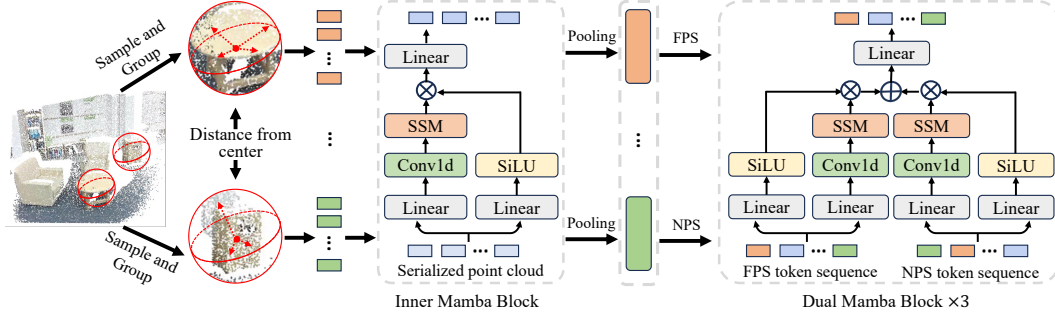 Sample and
Group
Distance from
center
Sample and
Group
Linear
SSM
Conv1d
SiLU
Linear
Linear
Serialized point cloud
Inner Mamba Block
Pooling
Pooling
FPS
NPS
Linear
SSM
SSM
SiLU
Conv1d
Conv1d
SiLU
Linear
Linear
Linear
Linear
FPS token sequence
NPS token sequence
Dual Mamba Block ×3